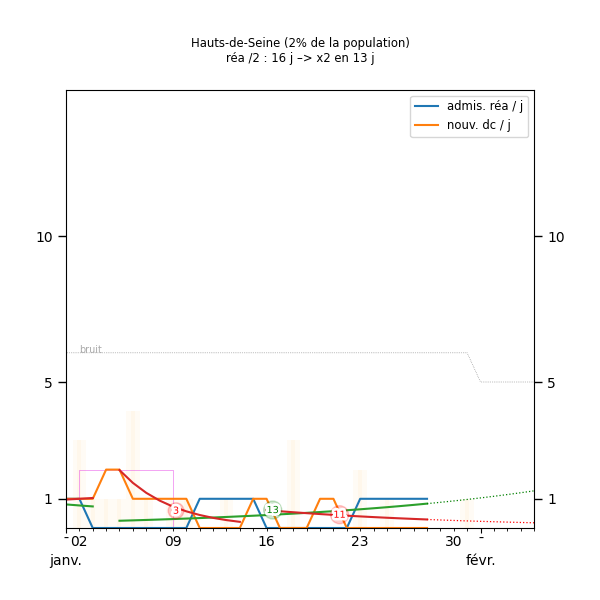 Hauts-de-Seine (2% de la population)
réa /2 : 16 j –> x2 en 13 j
admis. réa / j
nouv. dc / j
10
10
bruit
5
5
1
1
3
13
11
02
09
16
23
30
janv.
févr.